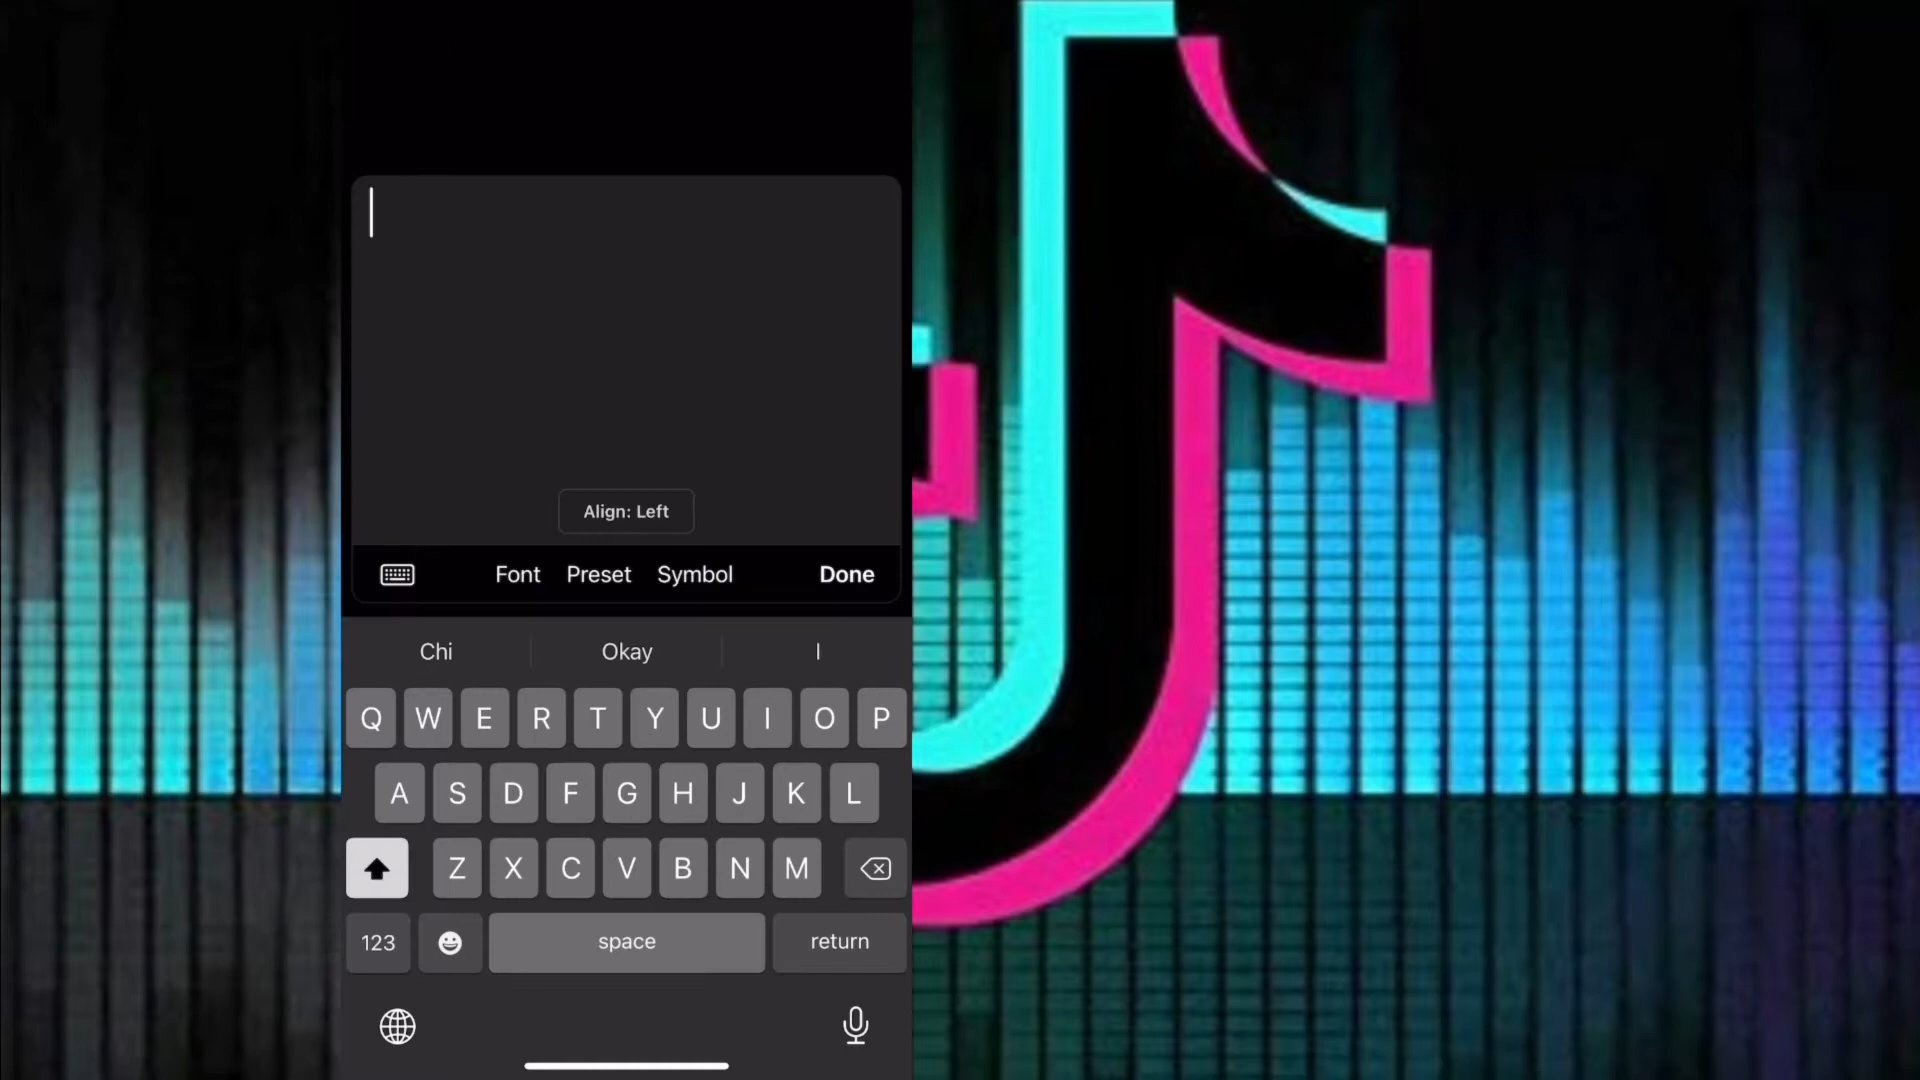 Align: Left
Font Preset Symbol Done
Chi Okay I
Q W E R T Y U I O P
A S D F G H J K L
Z X C V B N M
123 space return